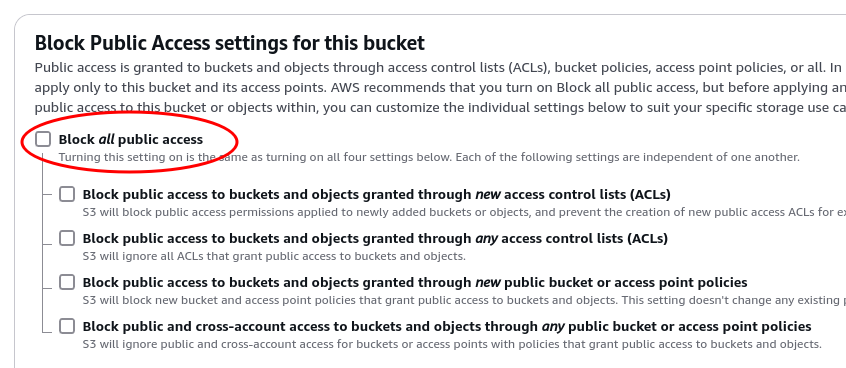 Block Public Access settings for this bucket
Public access is granted to buckets and objects through access control lists (ACLs), bucket policies, access point policies, or all. In
apply only to this bucket and its access points. AWS recommends that you turn on Block all public access, but before applying an
public access to this bucket or objects within, you can customize the individual settings below to suit your specific storage use ca
Block all public access
Turning this setting on is the same as turning on all four settings below. Each of the following settings are independent of one another.
Block public access to buckets and objects granted through new access control lists (ACLs)
S3 will block public access permissions applied to newly added buckets or objects, and prevent the creation of new public access ACLs for ex
Block public access to buckets and objects granted through any access control lists (ACLs)
S3 will ignore all ACLs that grant public access to buckets and objects.
Block public access to buckets and objects granted through new public bucket or access point policies
S3 will block new bucket and access point policies that grant public access to buckets and objects. This setting doesn't change any existing p
Block public and cross-account access to buckets and objects through any public bucket or access point policies
S3 will ignore public and cross-account access for buckets or access points with policies that grant public access to buckets and objects.